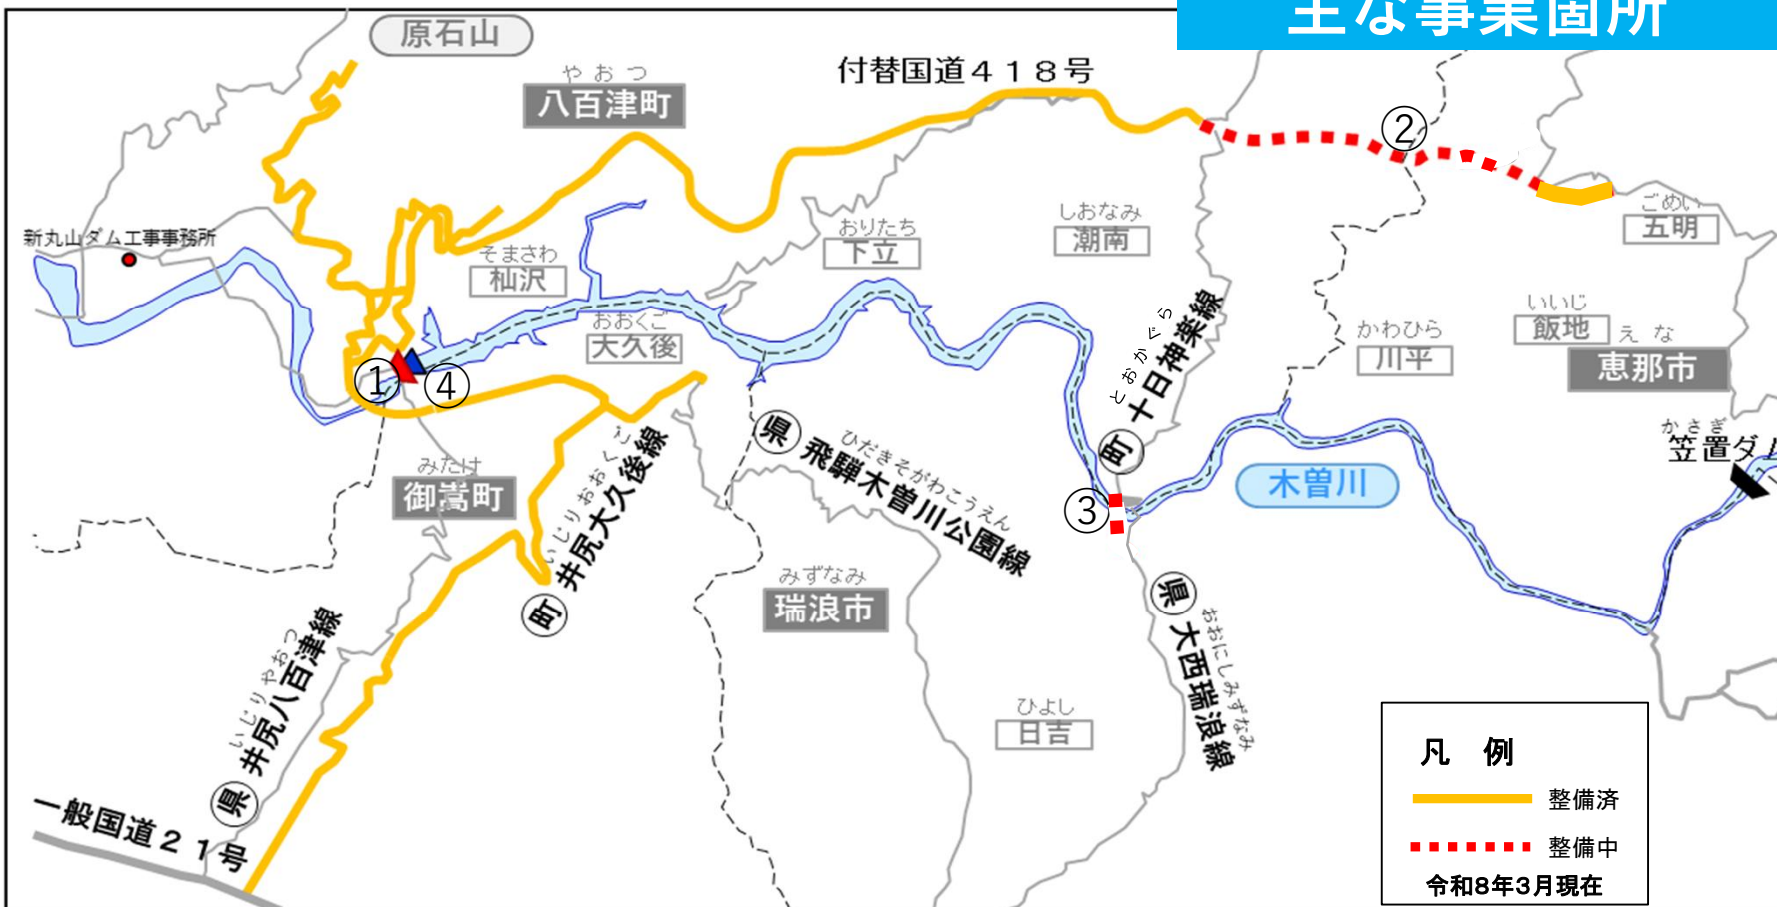 主な事業箇所
原石山
やおつ
八百津町
付替国道418号
②
新丸山ダム工事事務所
そまさわ
杣沢
おりたち
下立
しおなみ
潮南
ごめい
五明
おおくご
大久後
とおかぐら
町 十日神楽線
かわひら
川平
いいじ
飯地
えな
恵那市
①
④
みたけ
御嵩町
いじりおおくご
町 井尻大久後線
ひだきそがわこうえん
県 飛騨木曽川公園線
③
木曽川
かさぎ
笠置ダム
みずなみ
瑞浪市
おおにしみずなみ
県 大西瑞浪線
ひよし
日吉
いじりやおつ
県 井尻八百津線
一般国道21号
凡 例
整備済
整備中
令和8年3月現在